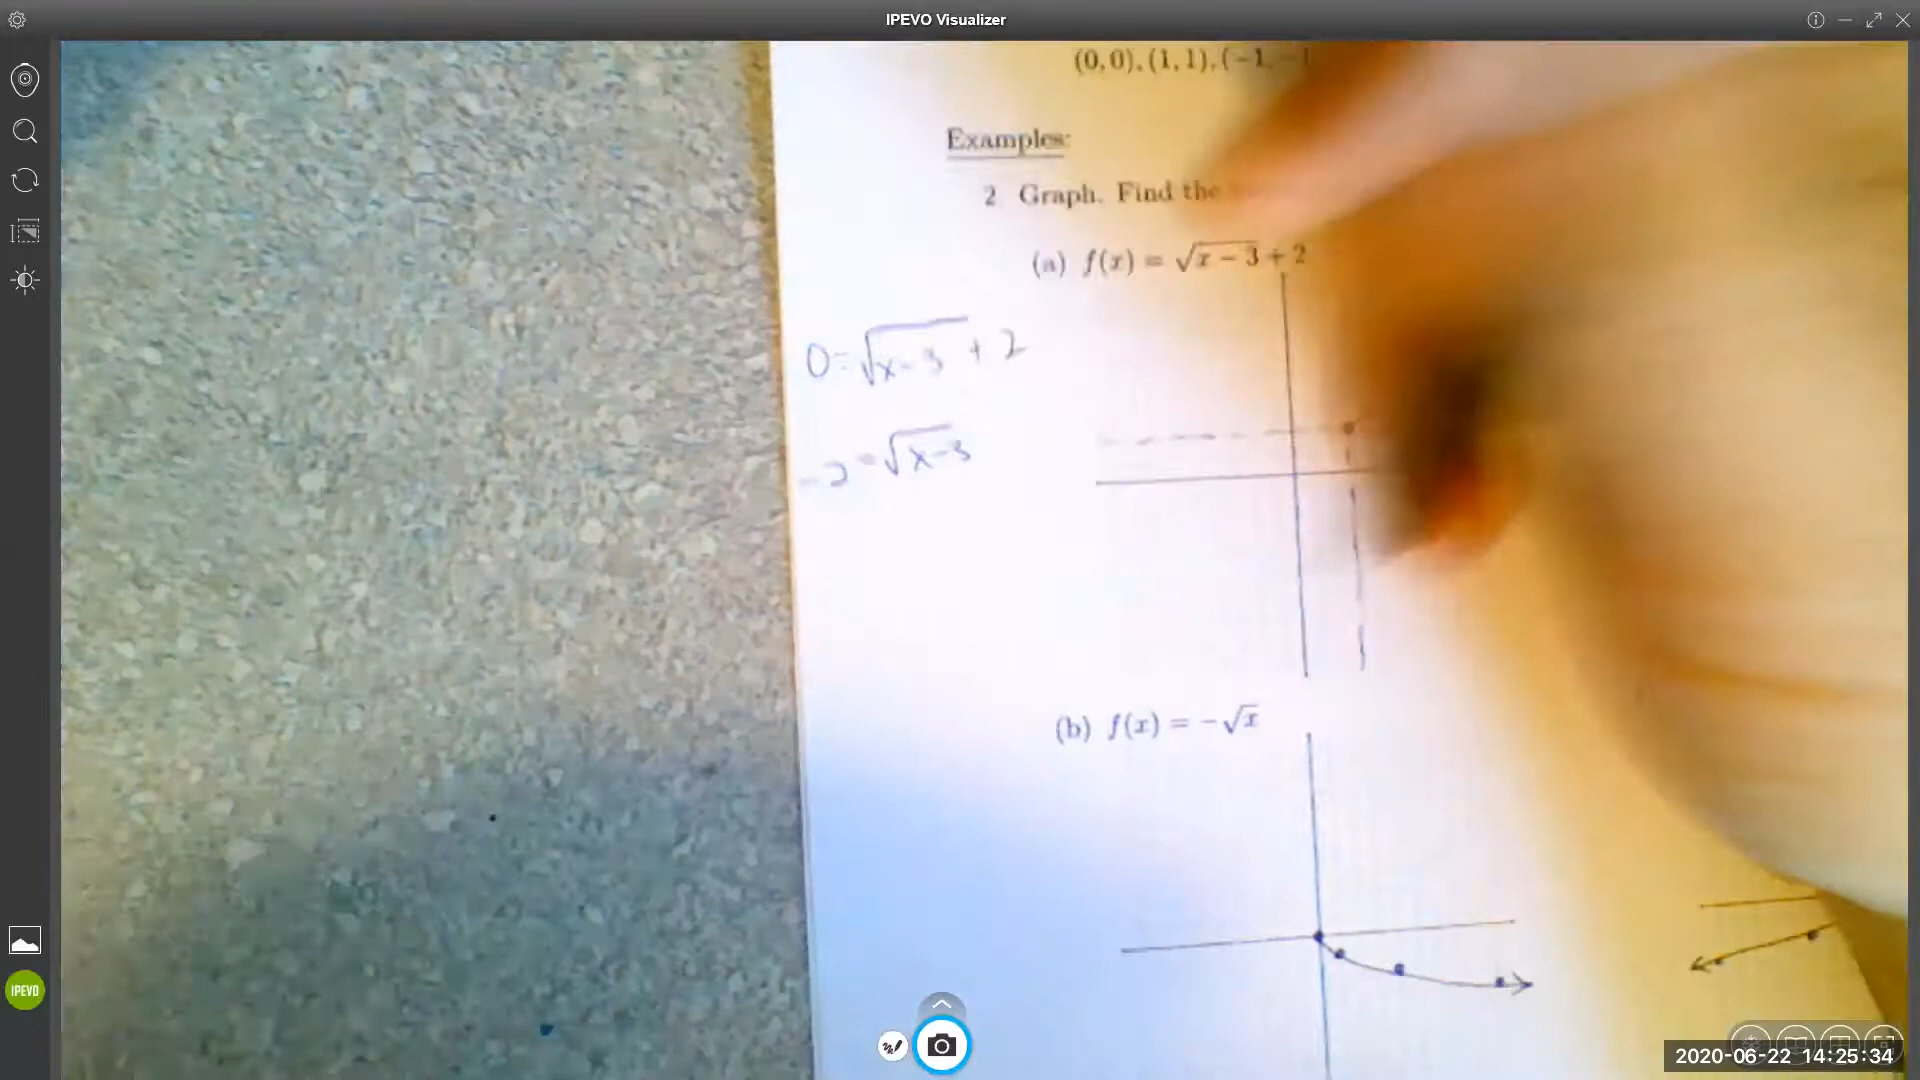 IPEVO Visualizer
(0, 0), (1, 1), (−1, −1
Examples:
2 Graph. Find the
(a) f(x) = √(x − 3) + 2
0 = √(x−3) + 2
−2 = √(x−3)
(b) f(x) = −√x
IPEVO
2020-06-22 14:25:34